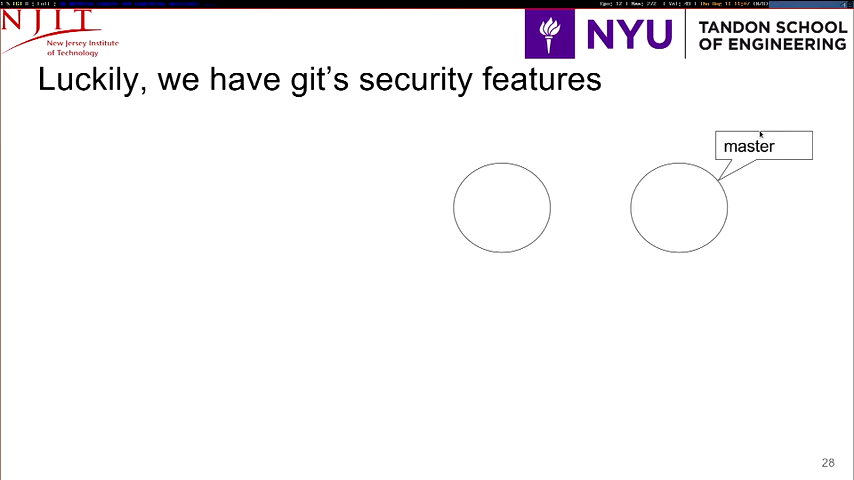 NJIT
New Jersey Institute
of Technology
NYU
TANDON SCHOOL
OF ENGINEERING
Luckily, we have git's security features
master
28